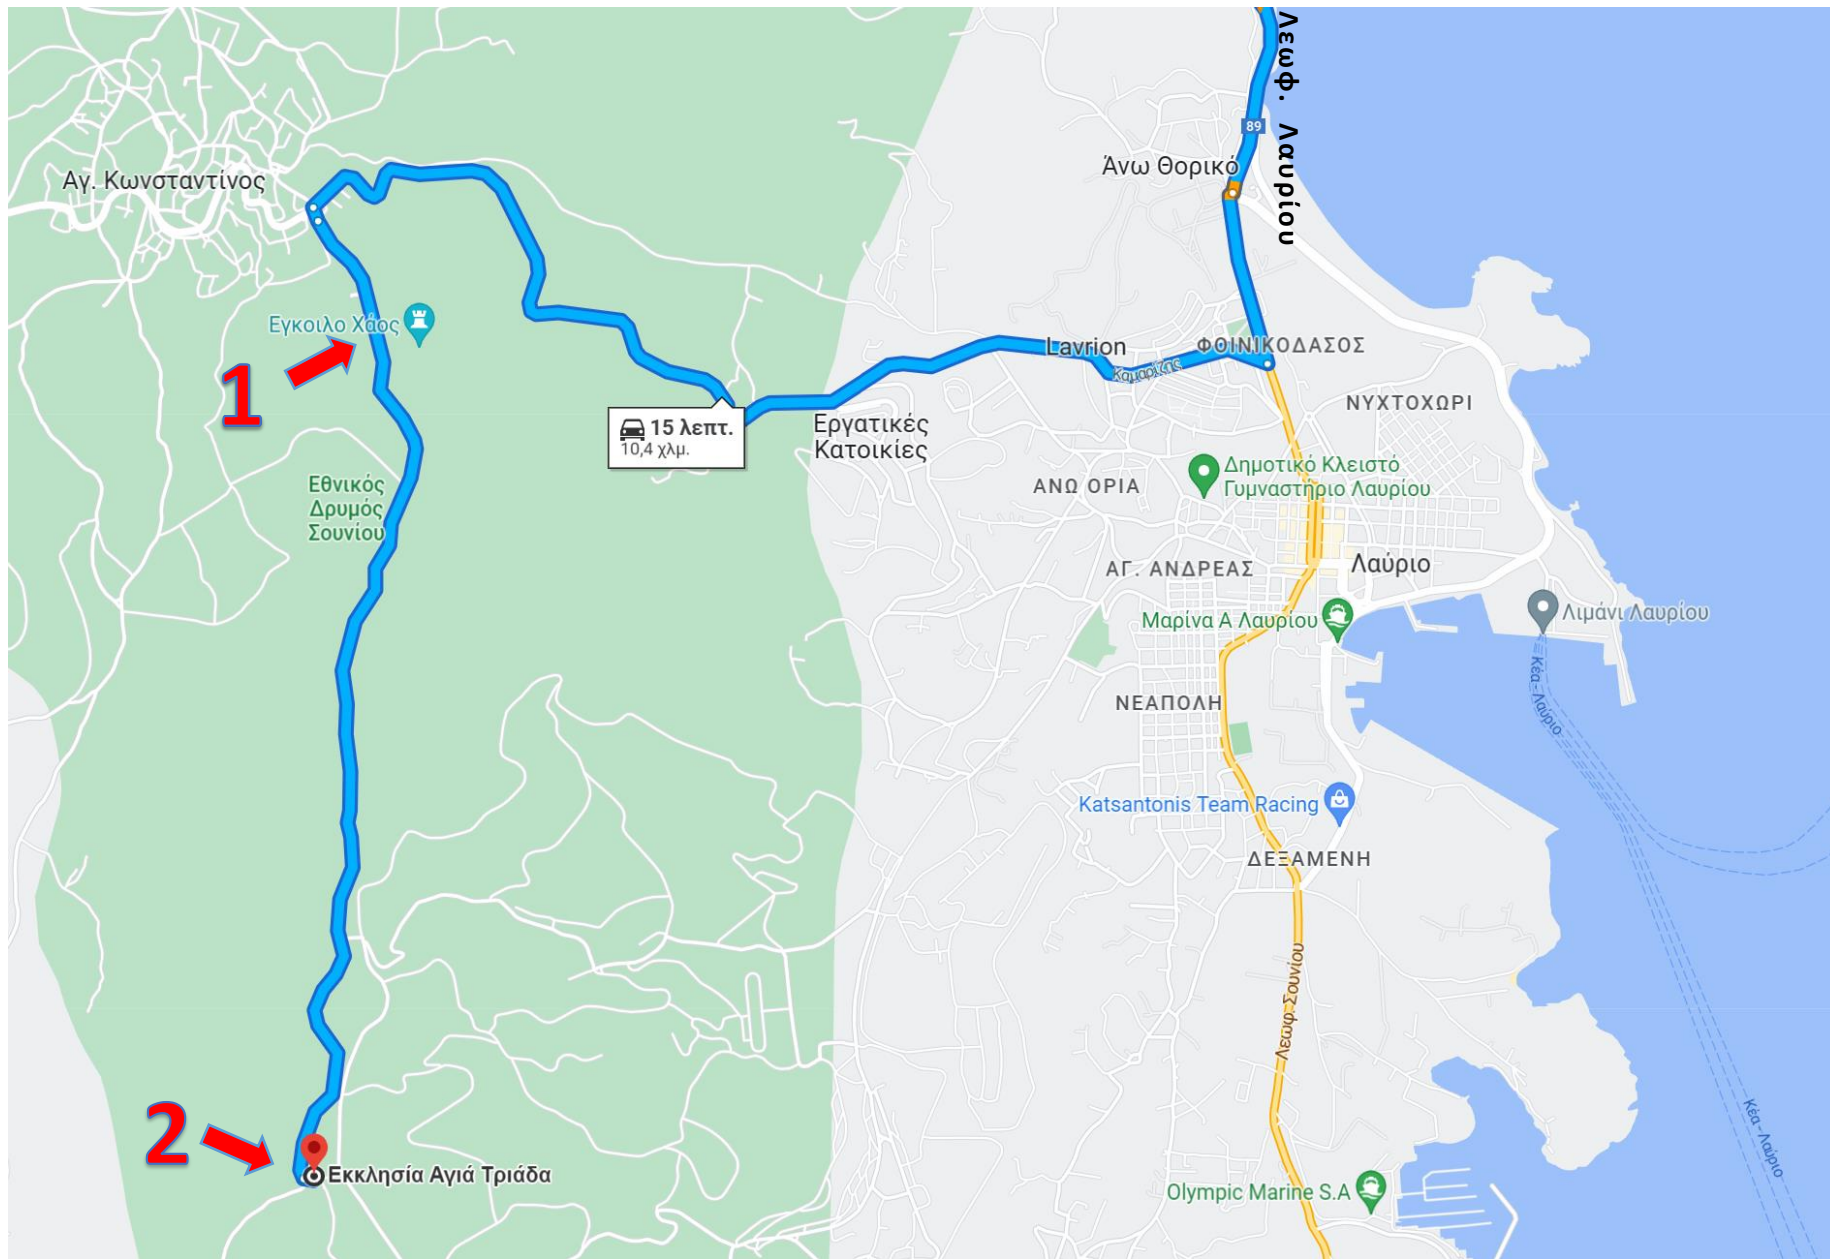 Λεωφ. Λαυρίου
89
Άνω Θορικό
Αγ. Κωνσταντίνος
Εγκοιλο Χάος
1
Lavrion
ΦΟΙΝΙΚΟΔΑΣΟΣ
Καμαρίζης
ΝΥΧΤΟΧΩΡΙ
15 λεπτ.
10,4 χλμ.
Εργατικές
Κατοικίες
Δημοτικό Κλειστό
Γυμναστήριο Λαυρίου
ΑΝΩ ΟΡΙΑ
Εθνικός
Δρυμός
Σουνίου
ΑΓ. ΑΝΔΡΕΑΣ
Λαύριο
Μαρίνα Α Λαυρίου
Λιμάνι Λαυρίου
Κέα - Λαύριο
ΝΕΑΠΟΛΗ
Katsantonis Team Racing
ΔΕΞΑΜΕΝΗ
Λεωφ Σουνίου
Κέα - Λαύριο
2
Εκκλησία Αγιά Τριάδα
Olympic Marine S.A